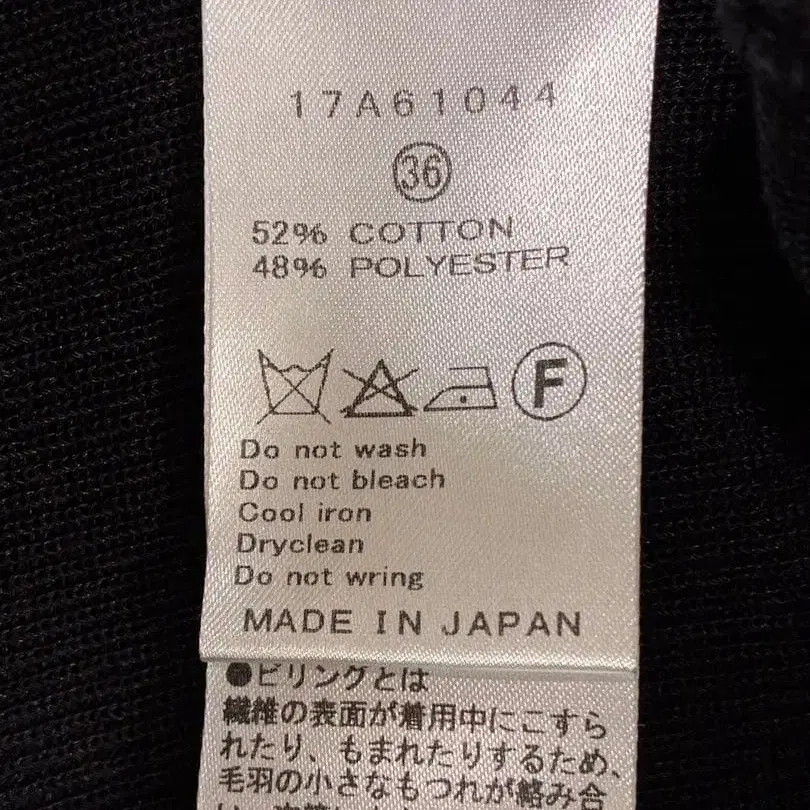 17A61044
36
52% COTTON
48% POLYESTER
F
Do not wash
Do not bleach
Cool iron
Dryclean
Do not wring
MADE IN JAPAN
●ピリングとは
繊維の表面が着用中にこすら
れたり、もまれたりするため、
毛羽の小さなもつれが絡み合